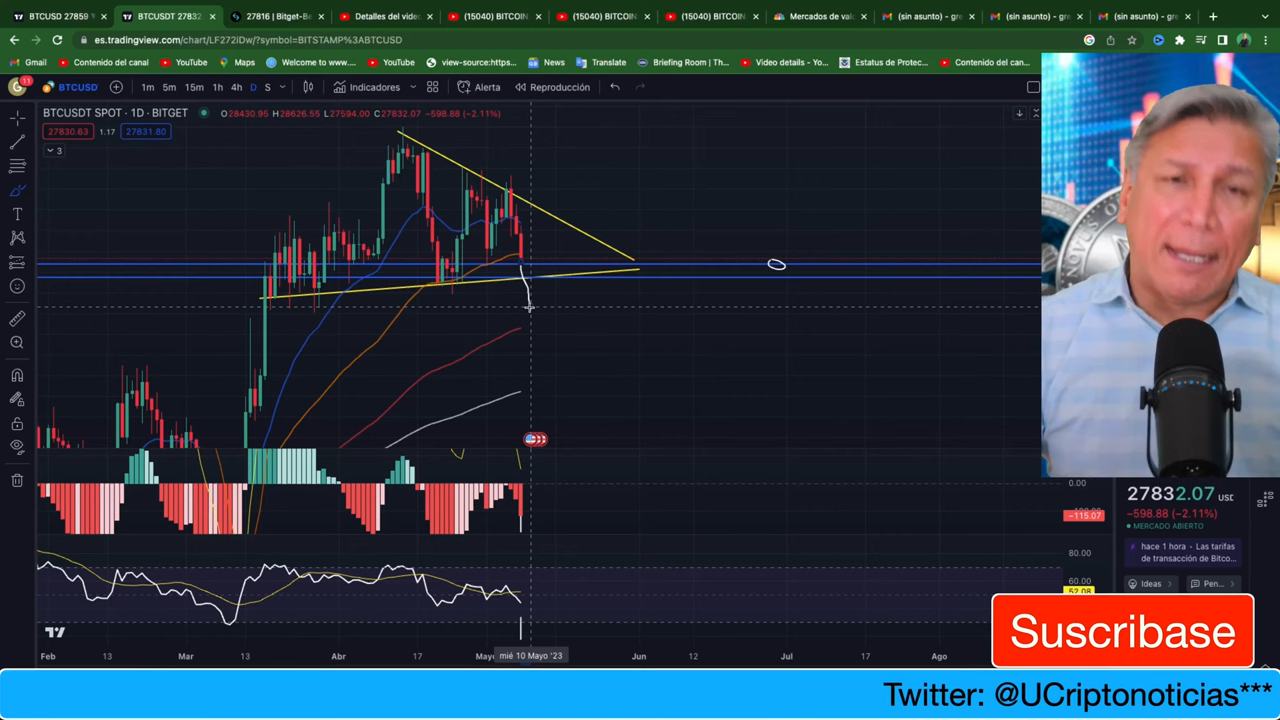 BTCUSD 27859
BTCUSDT 27832
27816 | Bitget-Be
Detalles del video
(15040) BITCOIN
(15040) BITCOIN
(15040) BITCOIN
Mercados de val
(sin asunto) - gre
(sin asunto) - gre
(sin asunto) - gre
es.tradingview.com/chart/LF272iDw/?symbol=BITSTAMP%3ABTCUSD
Gmail
Contenido del canal
YouTube
Maps
Welcome to www....
YouTube
view-source:https...
News
Translate
Briefing Room | Th...
Video details - Yo...
Estatus de Protec...
Contenido del can...
11
BTCUSD
1m 5m 15m 1h 4h D S
Indicadores
Alerta
Reproducción
BTCUSDT SPOT · 1D · BITGET
O28430.95 H28626.55 L27594.00 C27832.07 −598.88 (−2.11%)
27830.63 1.17 27831.80
3
0.00
−115.07
80.00
60.00
52.08
27832.07 USD
−598.88 (−2.11%)
MERCADO ABIERTO
hace 1 hora - Las tarifas
de transacción de Bitco...
Ideas
Pen...
Feb 13 Mar Abr 17 Mayo mié 10 Mayo '23 Jun 12 Jul 17 Ago
Suscribase
Twitter: @UCriptonoticias***